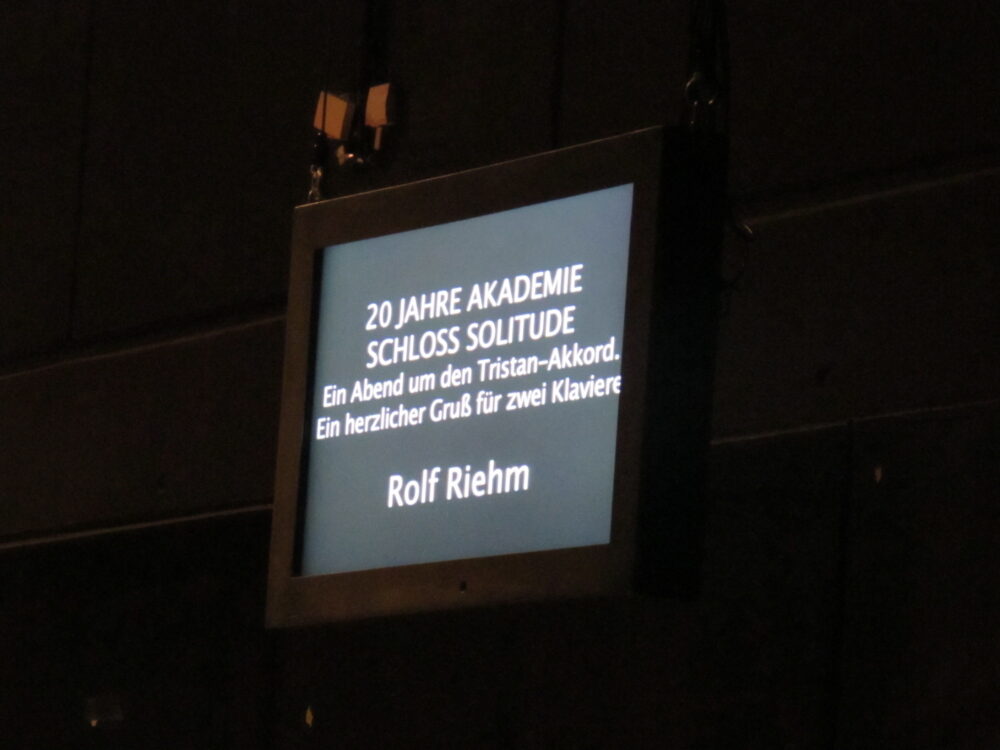 20 JAHRE AKADEMIE
SCHLOSS SOLITUDE
Ein Abend um den Tristan-Akkord.
Ein herzlicher Gruß für zwei Klaviere
Rolf Riehm